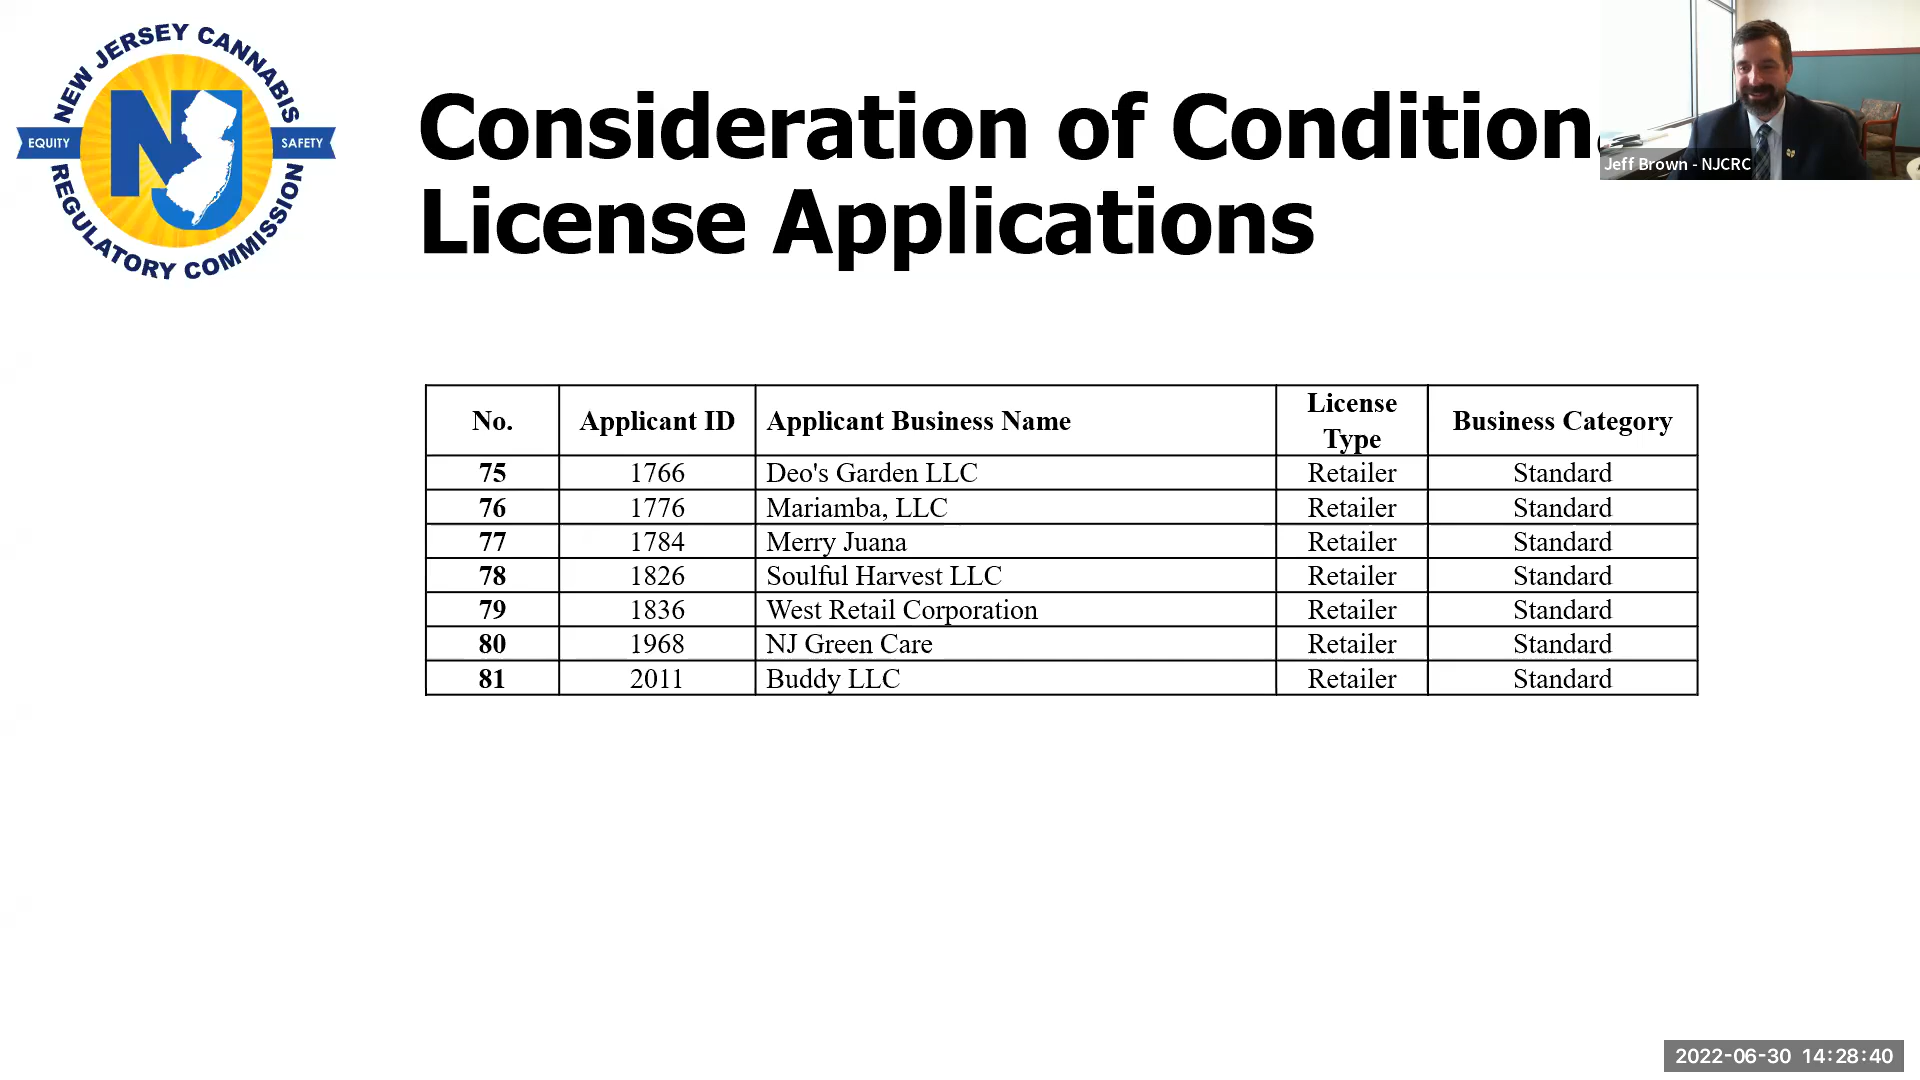 NEW JERSEY CANNABIS
EQUITY
SAFETY
NJ
REGULATORY COMMISSION
Consideration of Condition
License Applications
Jeff Brown - NJCRC
No. Applicant ID Applicant Business Name License Type Business Category
75 1766 Deo's Garden LLC Retailer Standard
76 1776 Mariamba, LLC Retailer Standard
77 1784 Merry Juana Retailer Standard
78 1826 Soulful Harvest LLC Retailer Standard
79 1836 West Retail Corporation Retailer Standard
80 1968 NJ Green Care Retailer Standard
81 2011 Buddy LLC Retailer Standard
2022-06-30 14:28:40